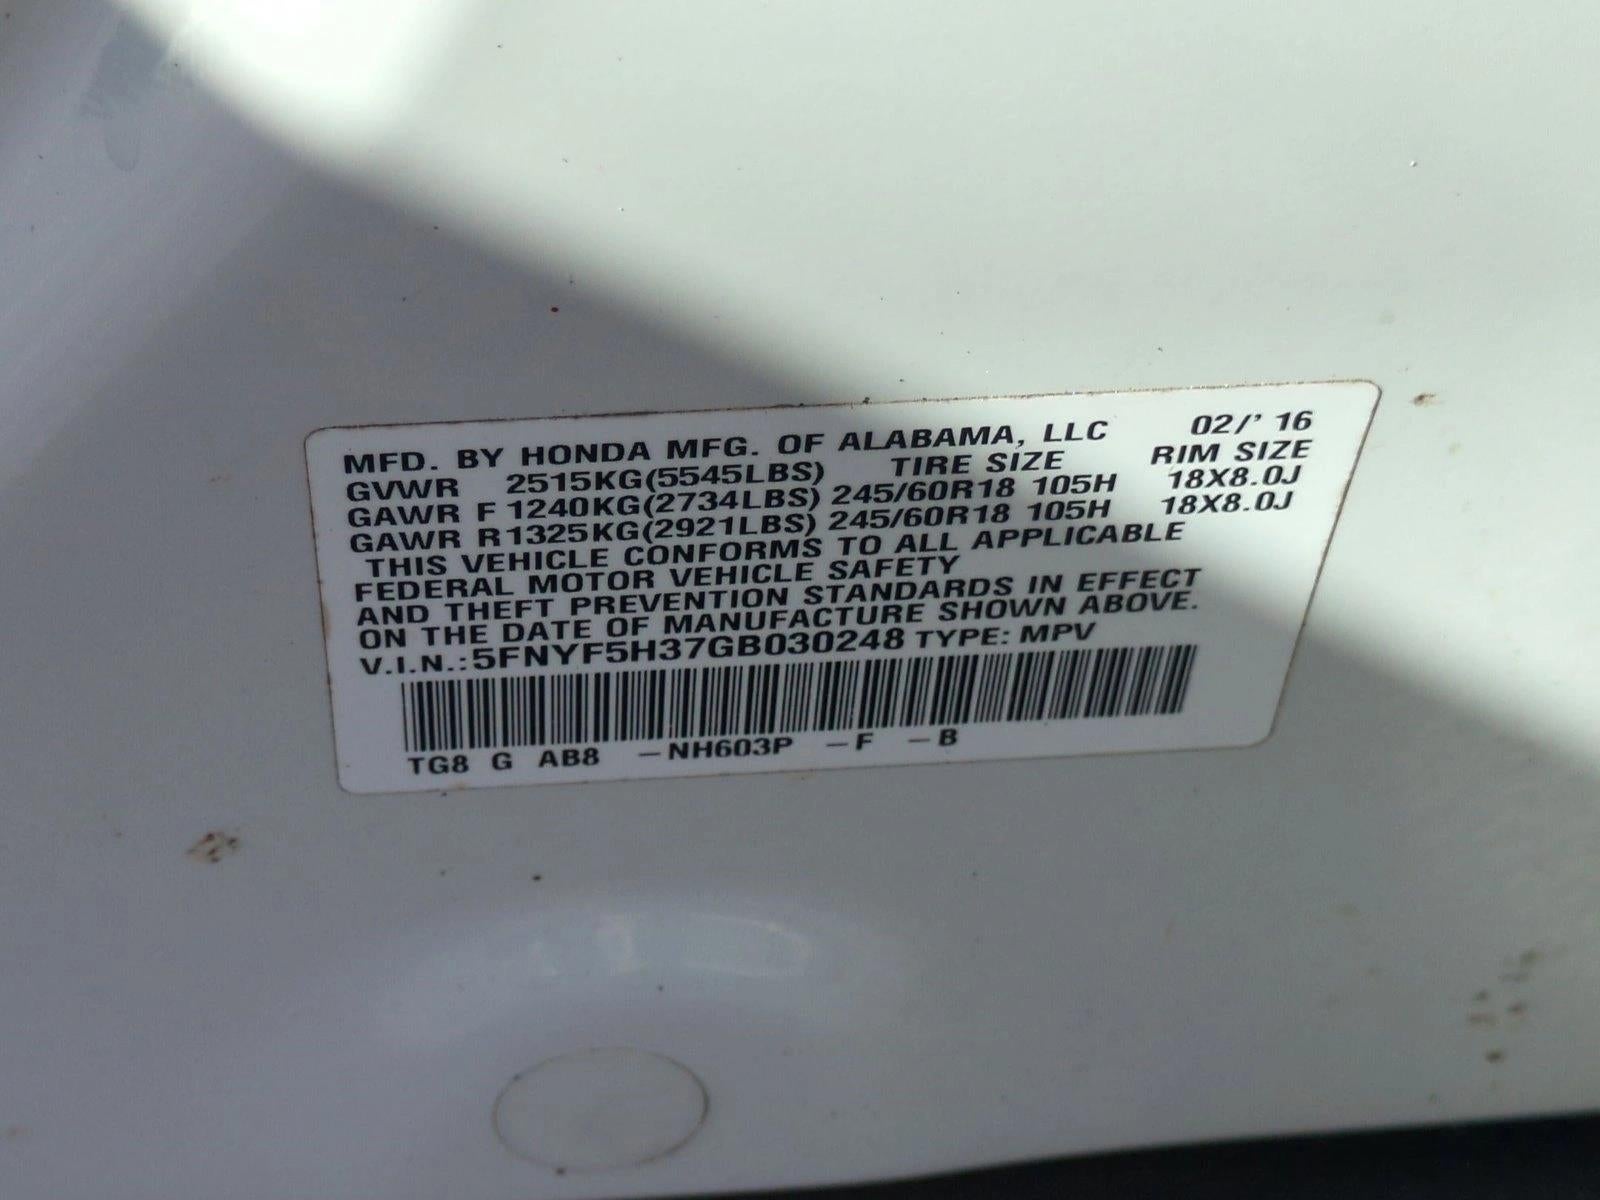 MFD. BY HONDA MFG. OF ALABAMA, LLC 02/' 16
GVWR 2515KG(5545LBS) TIRE SIZE RIM SIZE
GAWR F 1240KG(2734LBS) 245/60R18 105H 18X8.0J
GAWR R 1325KG(2921LBS) 245/60R18 105H 18X8.0J
THIS VEHICLE CONFORMS TO ALL APPLICABLE
FEDERAL MOTOR VEHICLE SAFETY
AND THEFT PREVENTION STANDARDS IN EFFECT
ON THE DATE OF MANUFACTURE SHOWN ABOVE.
V.I.N.: 5FNYF5H37GB030248 TYPE: MPV
TG8 G AB8 -NH603P -F -B